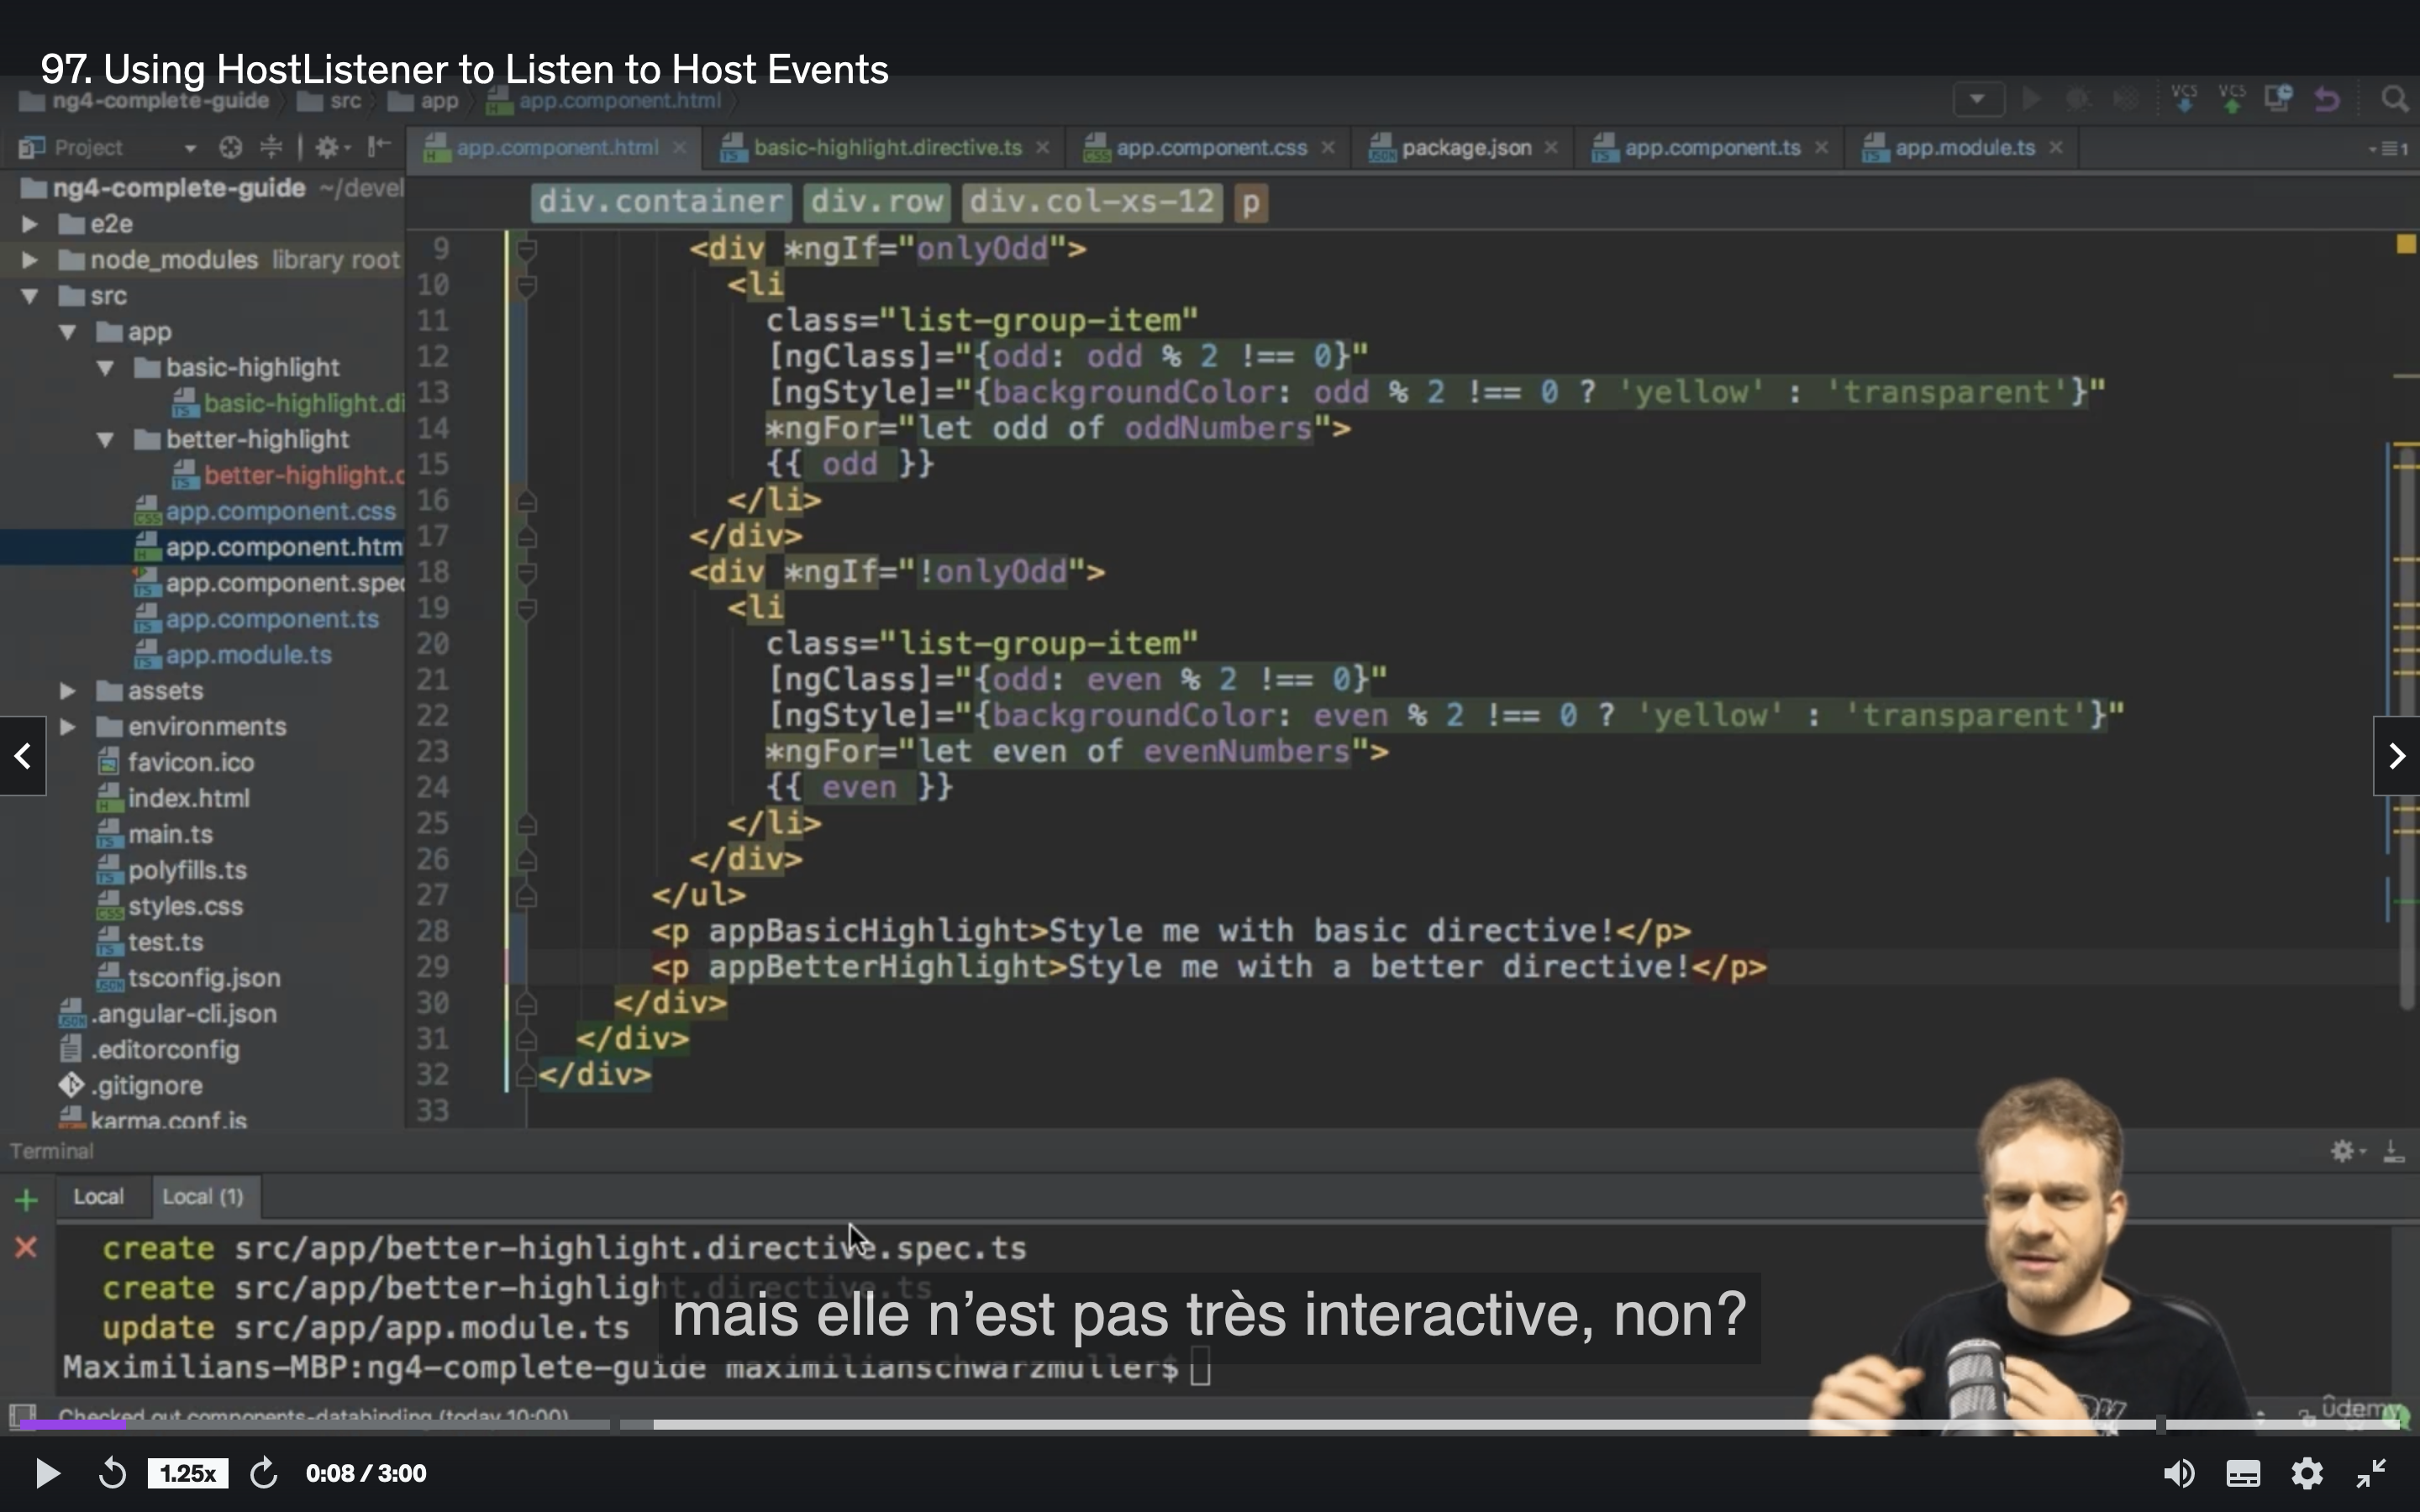 97. Using HostListener to Listen to Host Events
ng4-complete-guide src app app.component.html
VCS VCS
Project
app.component.html basic-highlight.directive.ts app.component.css package.json app.component.ts app.module.ts
ng4-complete-guide ~/devel
e2e
node_modules library root
src
app
basic-highlight
basic-highlight.di
better-highlight
better-highlight.d
app.component.css
app.component.htm
app.component.spec
app.component.ts
app.module.ts
assets
environments
favicon.ico
index.html
main.ts
polyfills.ts
styles.css
test.ts
tsconfig.json
.angular-cli.json
.editorconfig
.gitignore
karma.conf.js
div.container div.row div.col-xs-12 p
9 <div *ngIf="onlyOdd">
10 <li
11 class="list-group-item"
12 [ngClass]="{odd: odd % 2 !== 0}"
13 [ngStyle]="{backgroundColor: odd % 2 !== 0 ? 'yellow' : 'transparent'}"
14 *ngFor="let odd of oddNumbers">
15 {{ odd }}
16 </li>
17 </div>
18 <div *ngIf="!onlyOdd">
19 <li
20 class="list-group-item"
21 [ngClass]="{odd: even % 2 !== 0}"
22 [ngStyle]="{backgroundColor: even % 2 !== 0 ? 'yellow' : 'transparent'}"
23 *ngFor="let even of evenNumbers">
24 {{ even }}
25 </li>
26 </div>
27 </ul>
28 <p appBasicHighlight>Style me with basic directive!</p>
29 <p appBetterHighlight>Style me with a better directive!</p>
30 </div>
31 </div>
32 </div>
33
Terminal
Local Local (1)
create src/app/better-highlight.directive.spec.ts
create src/app/better-highlight.directive.ts
update src/app/app.module.ts
mais elle n’est pas très interactive, non?
Maximilians-MBP:ng4-complete-guide maximilianschwarzmuller$
Checked out components-databinding (today 10:00)
ûdemy
1.25x 0:08 / 3:00